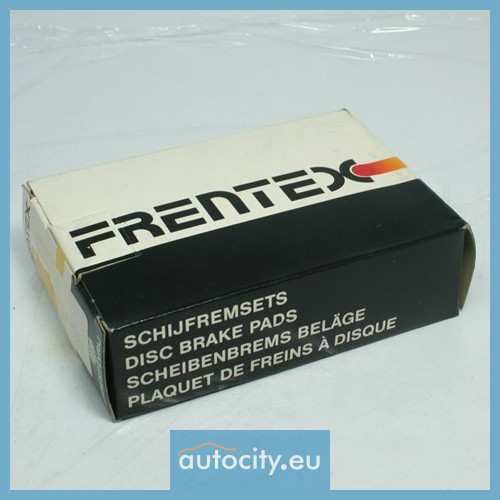 FRENTEX
SCHIJFREMSETS
DISC BRAKE PADS
SCHEIBENBREMS BELÄGE
PLAQUET DE FREINS À DISQUE
autocity.eu